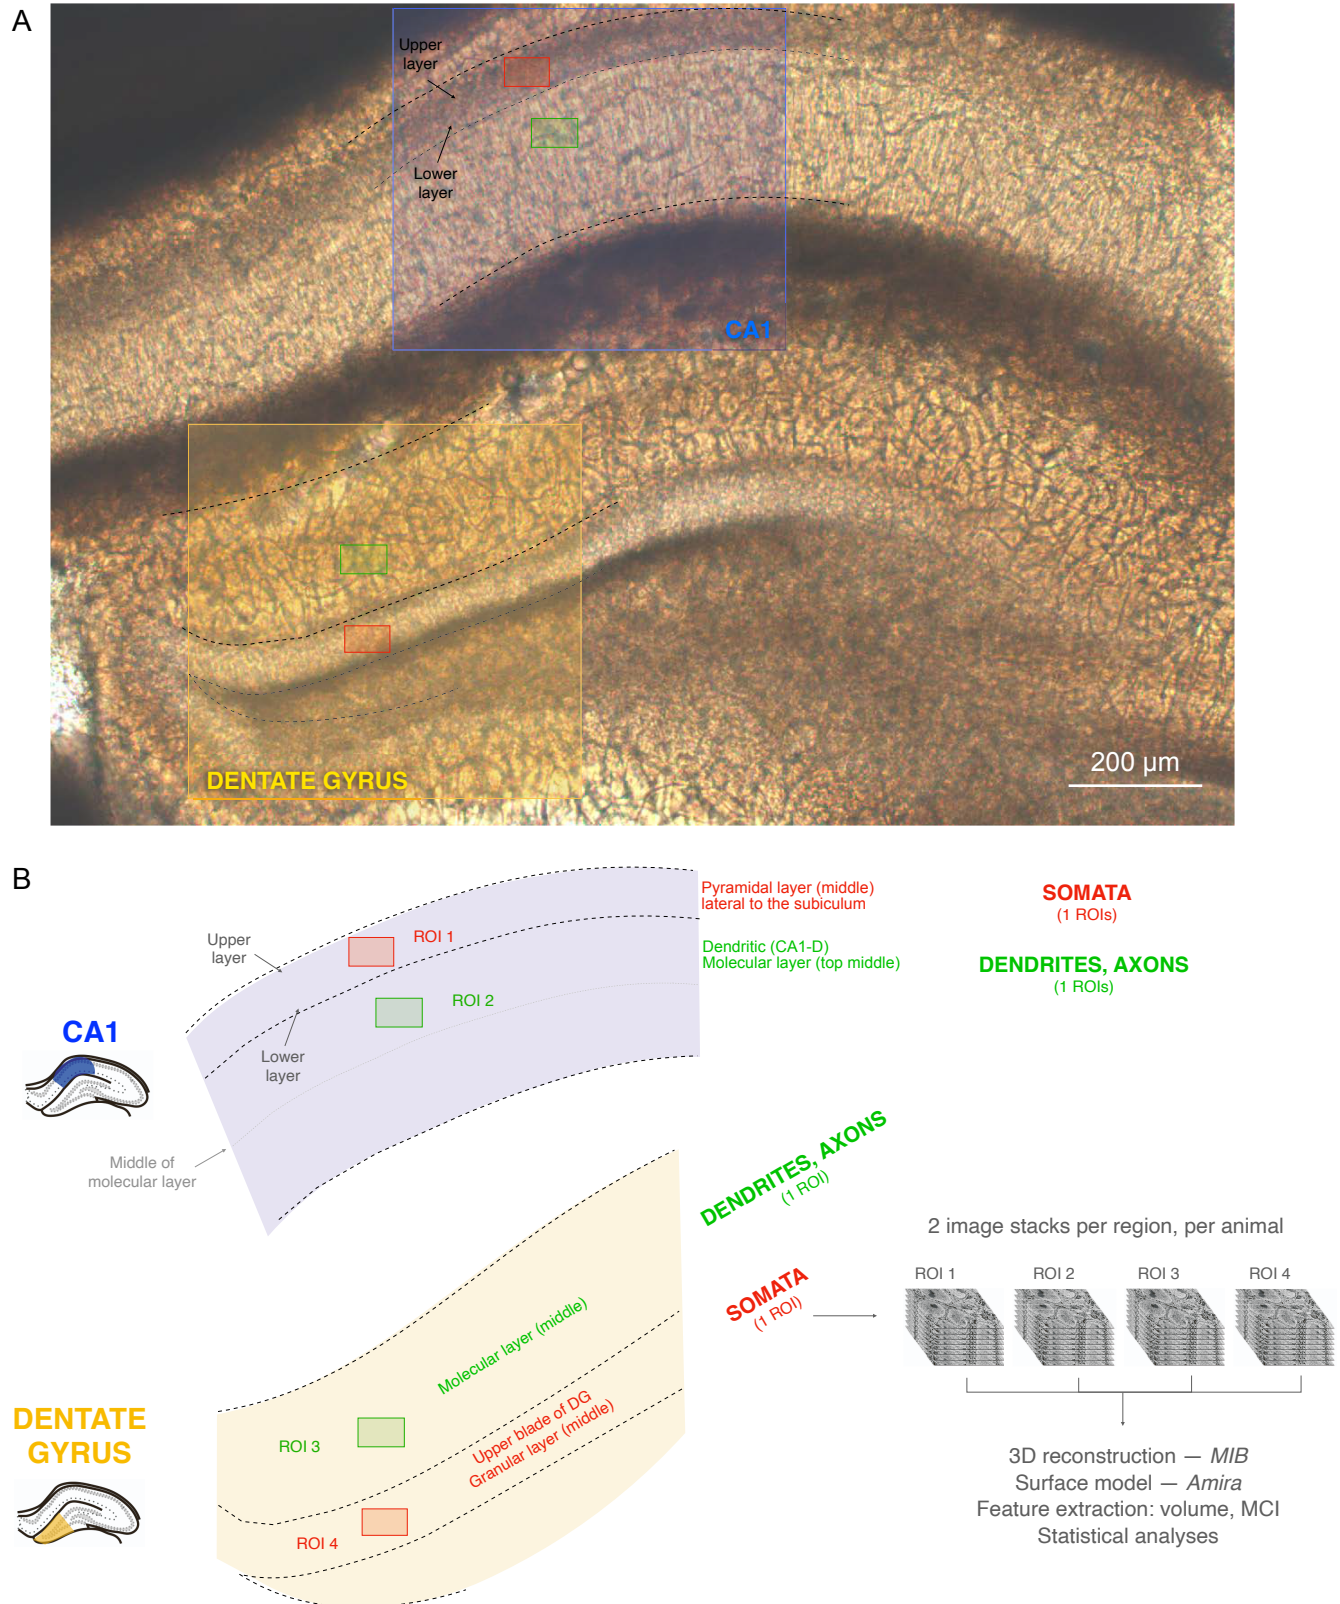 A
Upper
layer
Lower
layer
CA1
DENTATE GYRUS
200 µm
B
Pyramidal layer (middle)
lateral to the subiculum
SOMATA
(1 ROIs)
Upper
layer
ROI 1
Dendritic (CA1-D)
Molecular layer (top middle)
DENDRITES, AXONS
(1 ROIs)
ROI 2
CA1
Lower
layer
Middle of
molecular layer
DENDRITES, AXONS
(1 ROI)
SOMATA
(1 ROI)
2 image stacks per region, per animal
ROI 1
ROI 2
ROI 3
ROI 4
Molecular layer (middle)
Upper blade of DG
Granular layer (middle)
DENTATE
GYRUS
ROI 3
ROI 4
3D reconstruction — MIB
Surface model — Amira
Feature extraction: volume, MCI
Statistical analyses